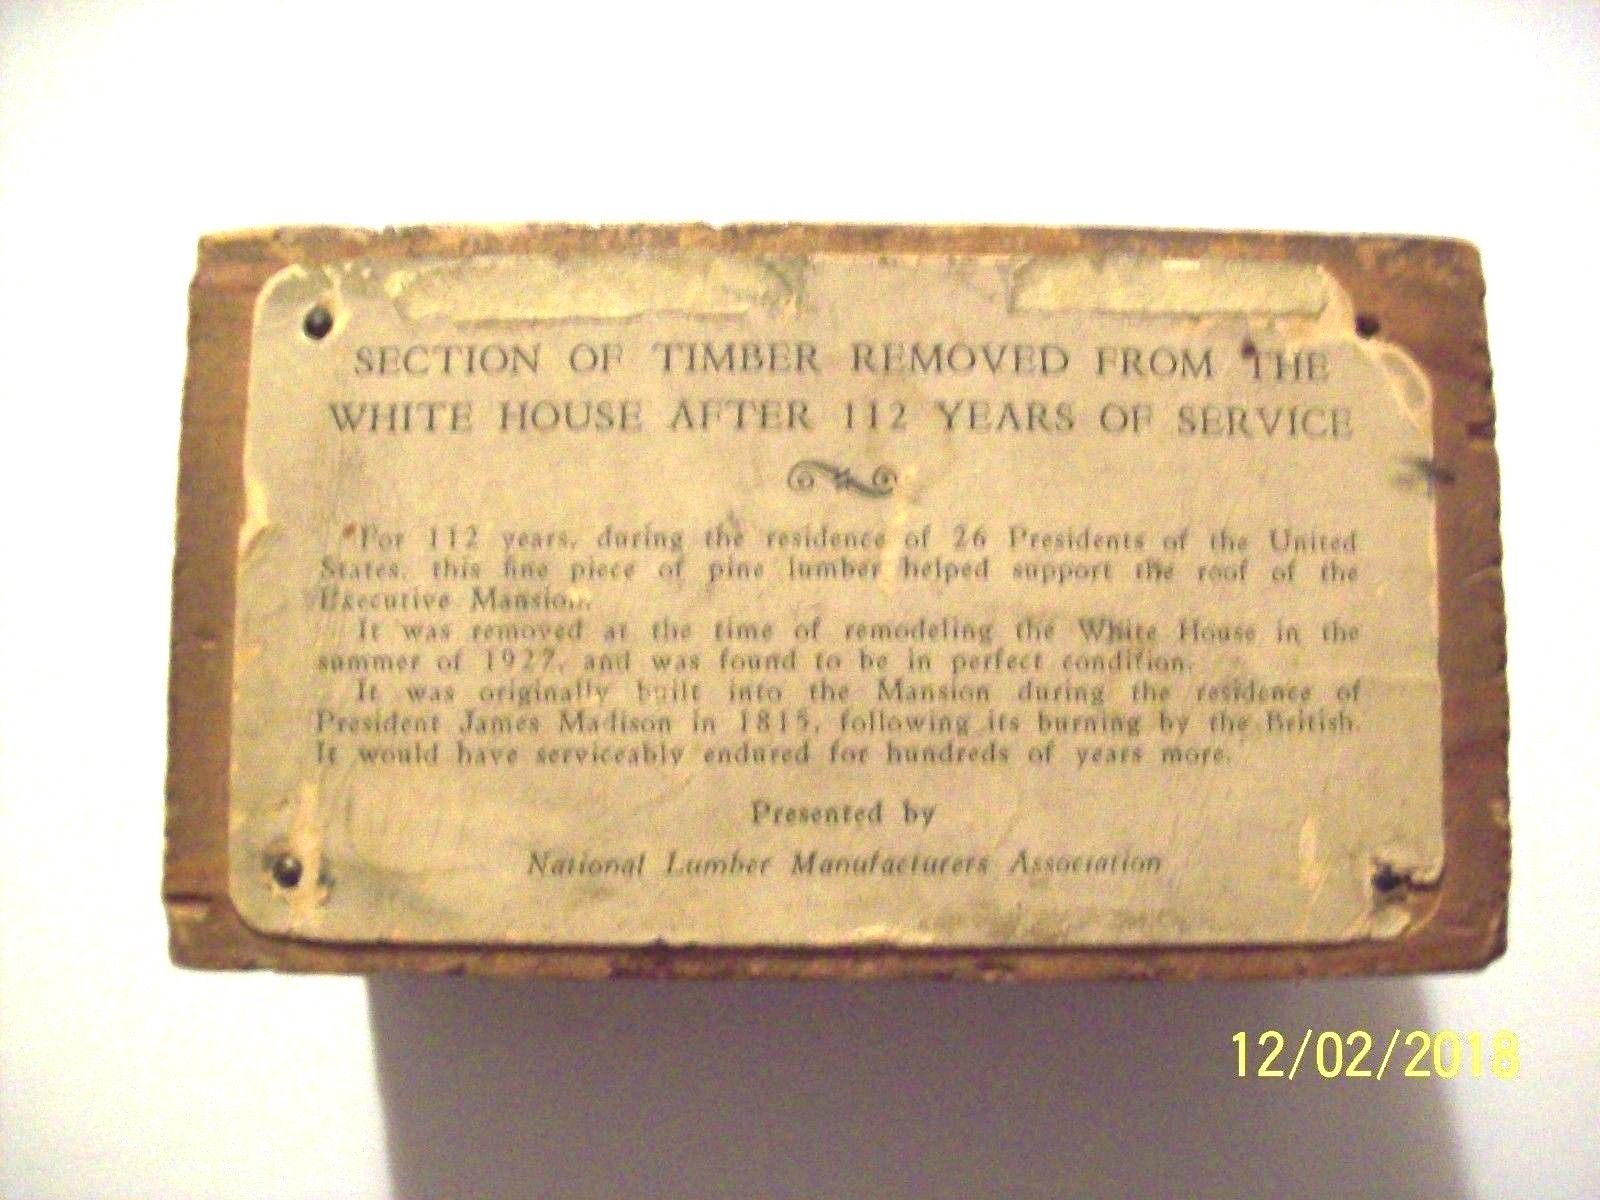 SECTION OF TIMBER REMOVED FROM THE
WHITE HOUSE AFTER 112 YEARS OF SERVICE
For 112 years, during the residence of 26 Presidents of the United
States, this fine piece of pine lumber helped support the roof of the
Executive Mansion.
It was removed at the time of remodeling the White House in the
summer of 1927, and was found to be in perfect condition.
It was originally built into the Mansion during the residence of
President James Madison in 1815, following its burning by the British.
It would have serviceably endured for hundreds of years more.
Presented by
National Lumber Manufacturers Association
12/02/2018